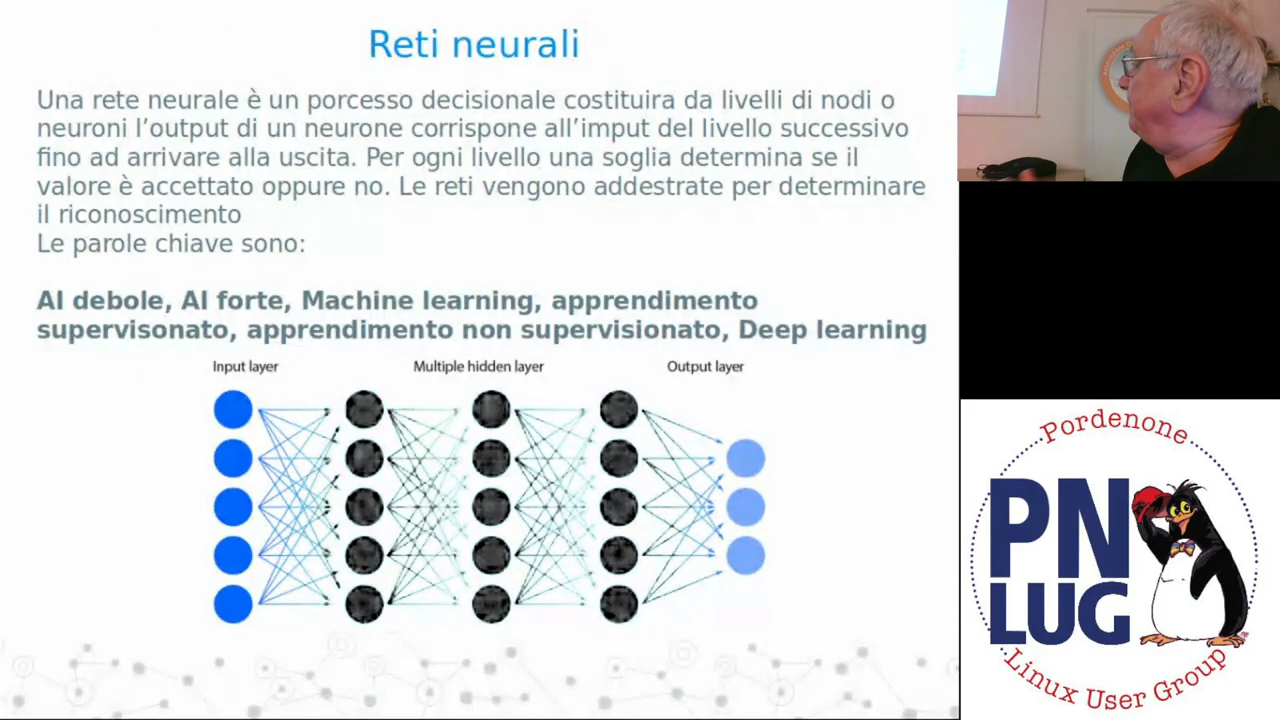 Reti neurali
Una rete neurale è un porcesso decisionale costituira da livelli di nodi o
neuroni l’output di un neurone corrispone all’imput del livello successivo
fino ad arrivare alla uscita. Per ogni livello una soglia determina se il
valore è accettato oppure no. Le reti vengono addestrate per determinare
il riconoscimento
Le parole chiave sono:
AI debole, AI forte, Machine learning, apprendimento
supervisonato, apprendimento non supervisionato, Deep learning
Input layer
Multiple hidden layer
Output layer
Pordenone
PN
LUG
Linux User Group